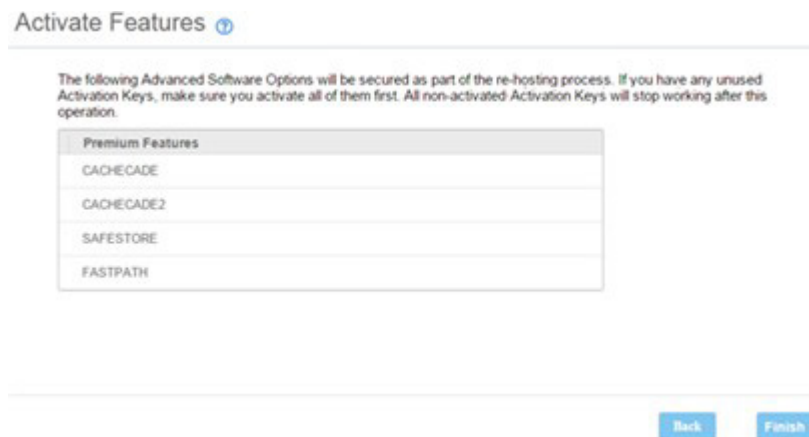 Activate Features ?
The following Advanced Software Options will be secured as part of the re-hosting process. If you have any unused
Activation Keys, make sure you activate all of them first. All non-activated Activation Keys will stop working after this
operation.
Premium Features
CACHECADE
CACHECADE2
SAFESTORE
FASTPATH
Back Finish